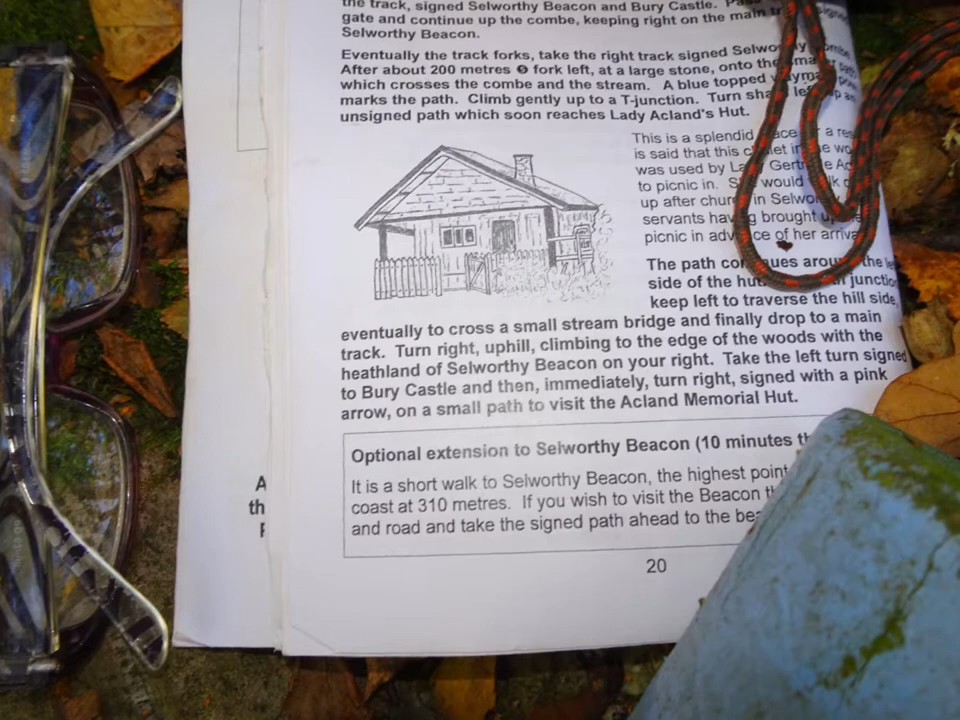 the track, signed Selworthy Beacon and Bury Castle.
gate and continue up the combe, keeping right on the main
Selworthy Beacon.
Eventually the track forks, take the right track signed
After about 200 metres ❺ fork left, at a large stone, onto the
which crosses the combe and the stream. A blue topped
marks the path. Climb gently up to a T-junction. Turn
unsigned path which soon reaches Lady Acland's Hut.
This is a splendid
is said that this
was used by
to picnic in.
up after in
servants brought
picnic in of her
The path
side of the
keep left to traverse the hill side,
eventually to cross a small stream bridge and finally drop to a main
track. Turn right, uphill, climbing to the edge of the woods with the
heathland of Selworthy Beacon on your right. Take the left turn signed
to Bury Castle and then, immediately, turn right, signed with a pink
arrow, on a small path to visit the Acland Memorial Hut.
Optional extension to Selworthy Beacon (10 minutes
It is a short walk to Selworthy Beacon, the highest point
coast at 310 metres. If you wish to visit the Beacon
and road and take the signed path ahead to the
20